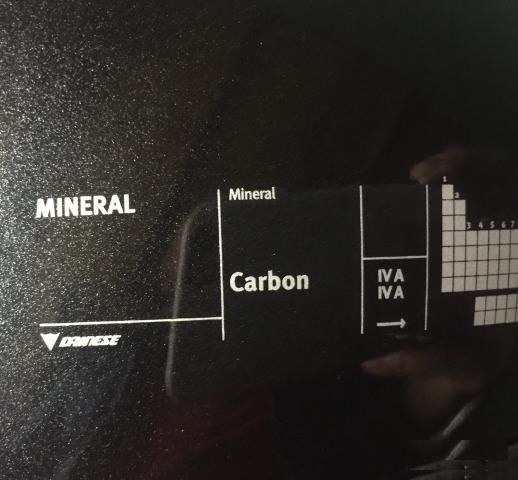 MINERAL
DAINESE
Mineral
Carbon
IVA
IVA
→
1
2
3 4 5 6 7